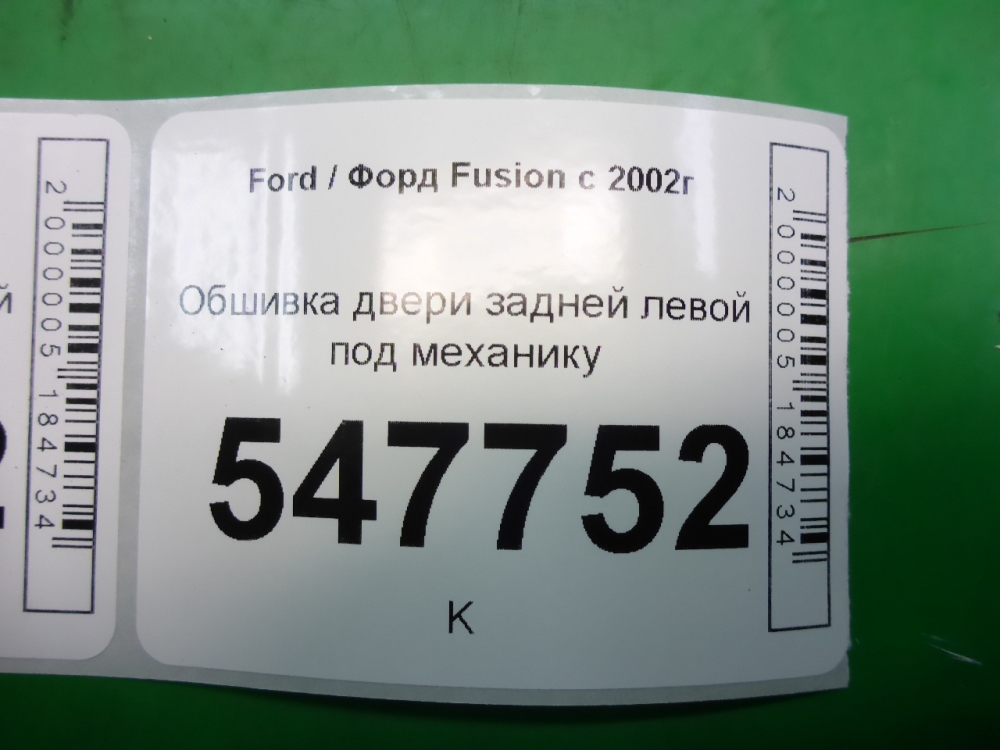 Ford / Форд Fusion с 2002г
Обшивка двери задней левой
под механику
547752
К
2000005184734
й
2000005184734